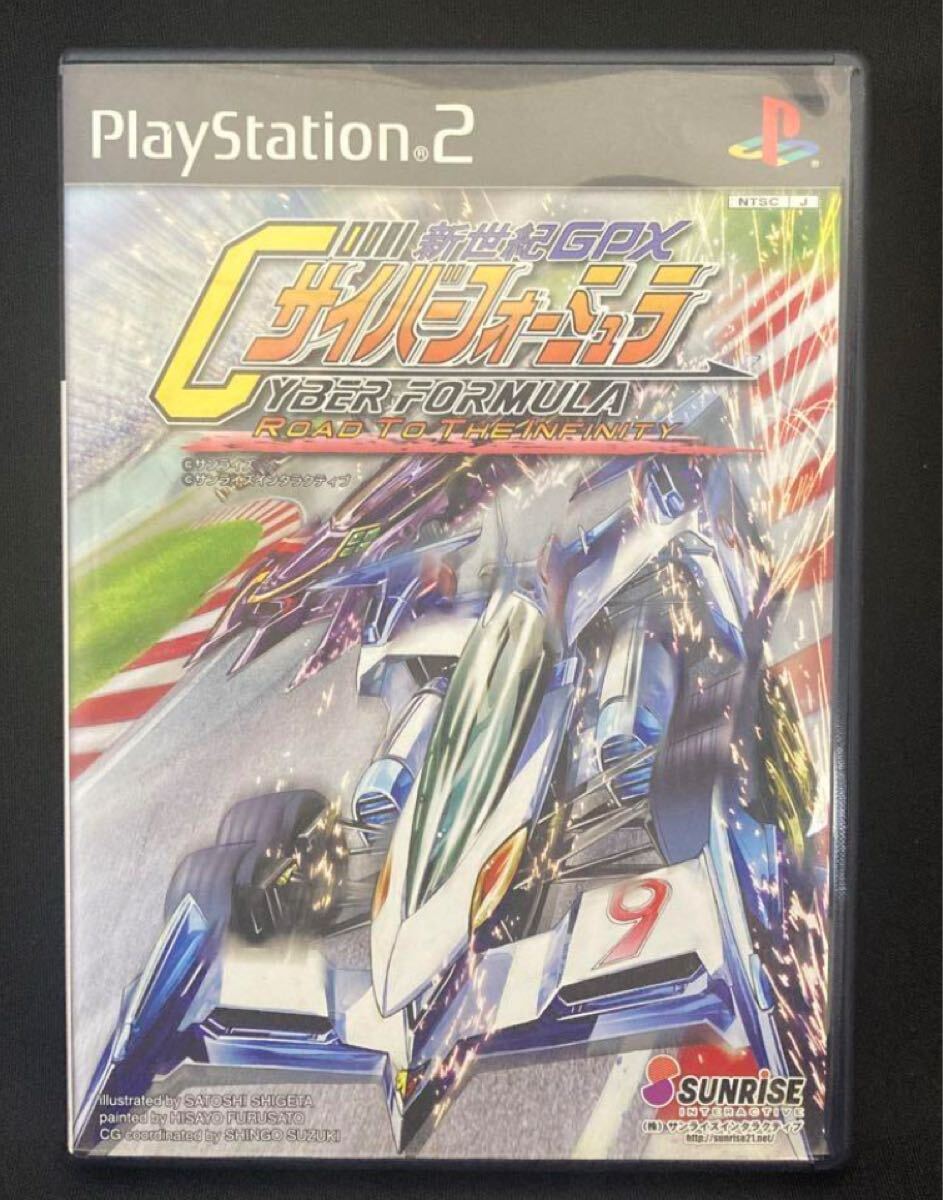 PlayStation®2
NTSC J
新世紀GPX
サイバーフォーミュラ
CYBER FORMULA
ROAD TO THE INFINITY
©サンライズ
©サンライズインタラクティブ
9
illustrated by SATOSHI SHIGETA
painted by HISAYO FURUSATO
CG coordinated by SHINGO SUZUKI
SUNRISE
INTERACTIVE
(株)サンライズインタラクティブ
http://sunrise21.net/